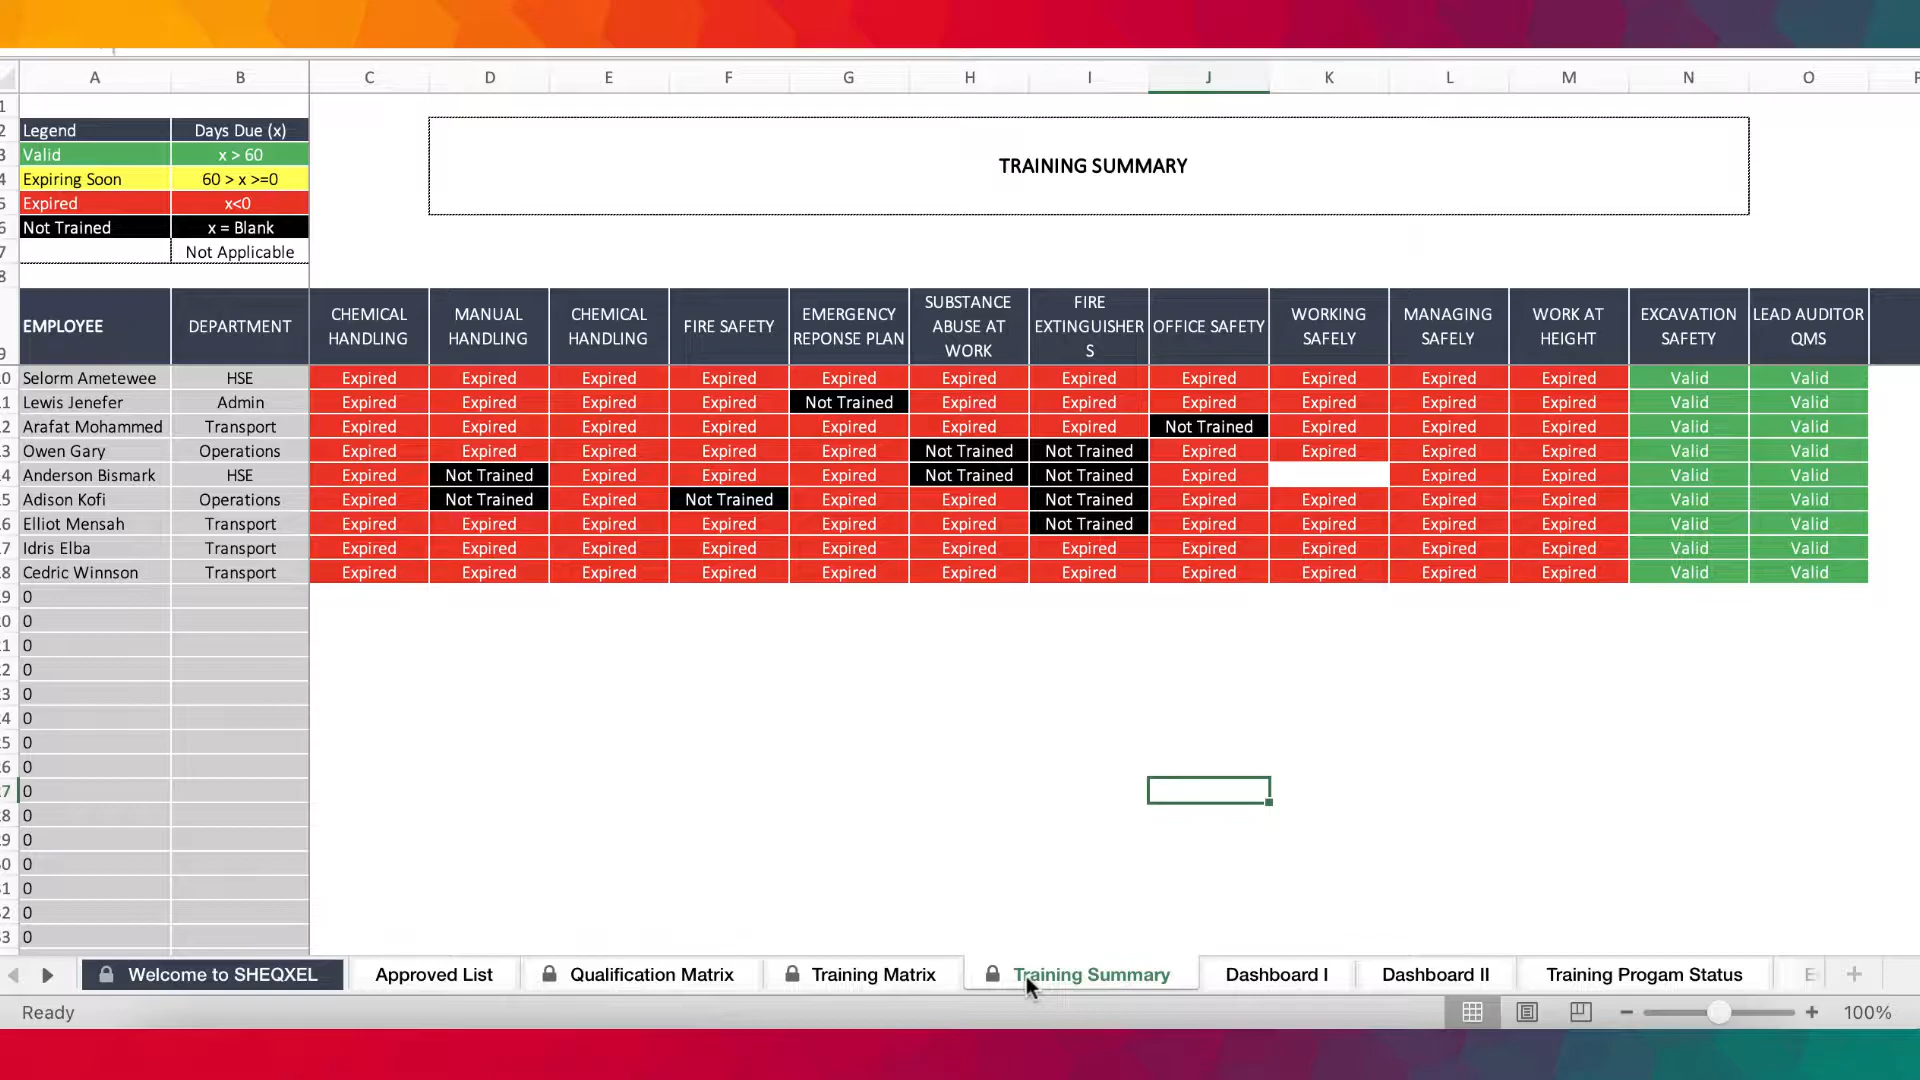 A B C D E F G H I J K L M N O
1
2 Legend Days Due (x)
TRAINING SUMMARY
3 Valid x > 60
4 Expiring Soon 60 > x >=0
5 Expired x<0
6 Not Trained x = Blank
7 Not Applicable
8
9 EMPLOYEE DEPARTMENT CHEMICAL HANDLING MANUAL HANDLING CHEMICAL HANDLING FIRE SAFETY EMERGENCY REPONSE PLAN SUBSTANCE ABUSE AT WORK FIRE EXTINGUISHER S OFFICE SAFETY WORKING SAFELY MANAGING SAFELY WORK AT HEIGHT EXCAVATION SAFETY LEAD AUDITOR QMS
0 Selorm Ametewee HSE Expired Expired Expired Expired Expired Expired Expired Expired Expired Expired Expired Valid Valid
1 Lewis Jenefer Admin Expired Expired Expired Expired Not Trained Expired Expired Expired Expired Expired Expired Valid Valid
2 Arafat Mohammed Transport Expired Expired Expired Expired Expired Expired Expired Not Trained Expired Expired Expired Valid Valid
3 Owen Gary Operations Expired Expired Expired Expired Expired Not Trained Not Trained Expired Expired Expired Expired Valid Valid
4 Anderson Bismark HSE Expired Not Trained Expired Expired Expired Not Trained Not Trained Expired Expired Expired Valid Valid
5 Adison Kofi Operations Expired Not Trained Expired Not Trained Expired Expired Not Trained Expired Expired Expired Expired Valid Valid
6 Elliot Mensah Transport Expired Expired Expired Expired Expired Expired Not Trained Expired Expired Expired Expired Valid Valid
7 Idris Elba Transport Expired Expired Expired Expired Expired Expired Expired Expired Expired Expired Expired Valid Valid
8 Cedric Winnson Transport Expired Expired Expired Expired Expired Expired Expired Expired Expired Expired Expired Valid Valid
9 0
0 0
1 0
2 0
3 0
4 0
5 0
6 0
7 0
8 0
9 0
0 0
1 0
2 0
3 0
Welcome to SHEQXEL Approved List Qualification Matrix Training Matrix Training Summary Dashboard I Dashboard II Training Progam Status
Ready 100%